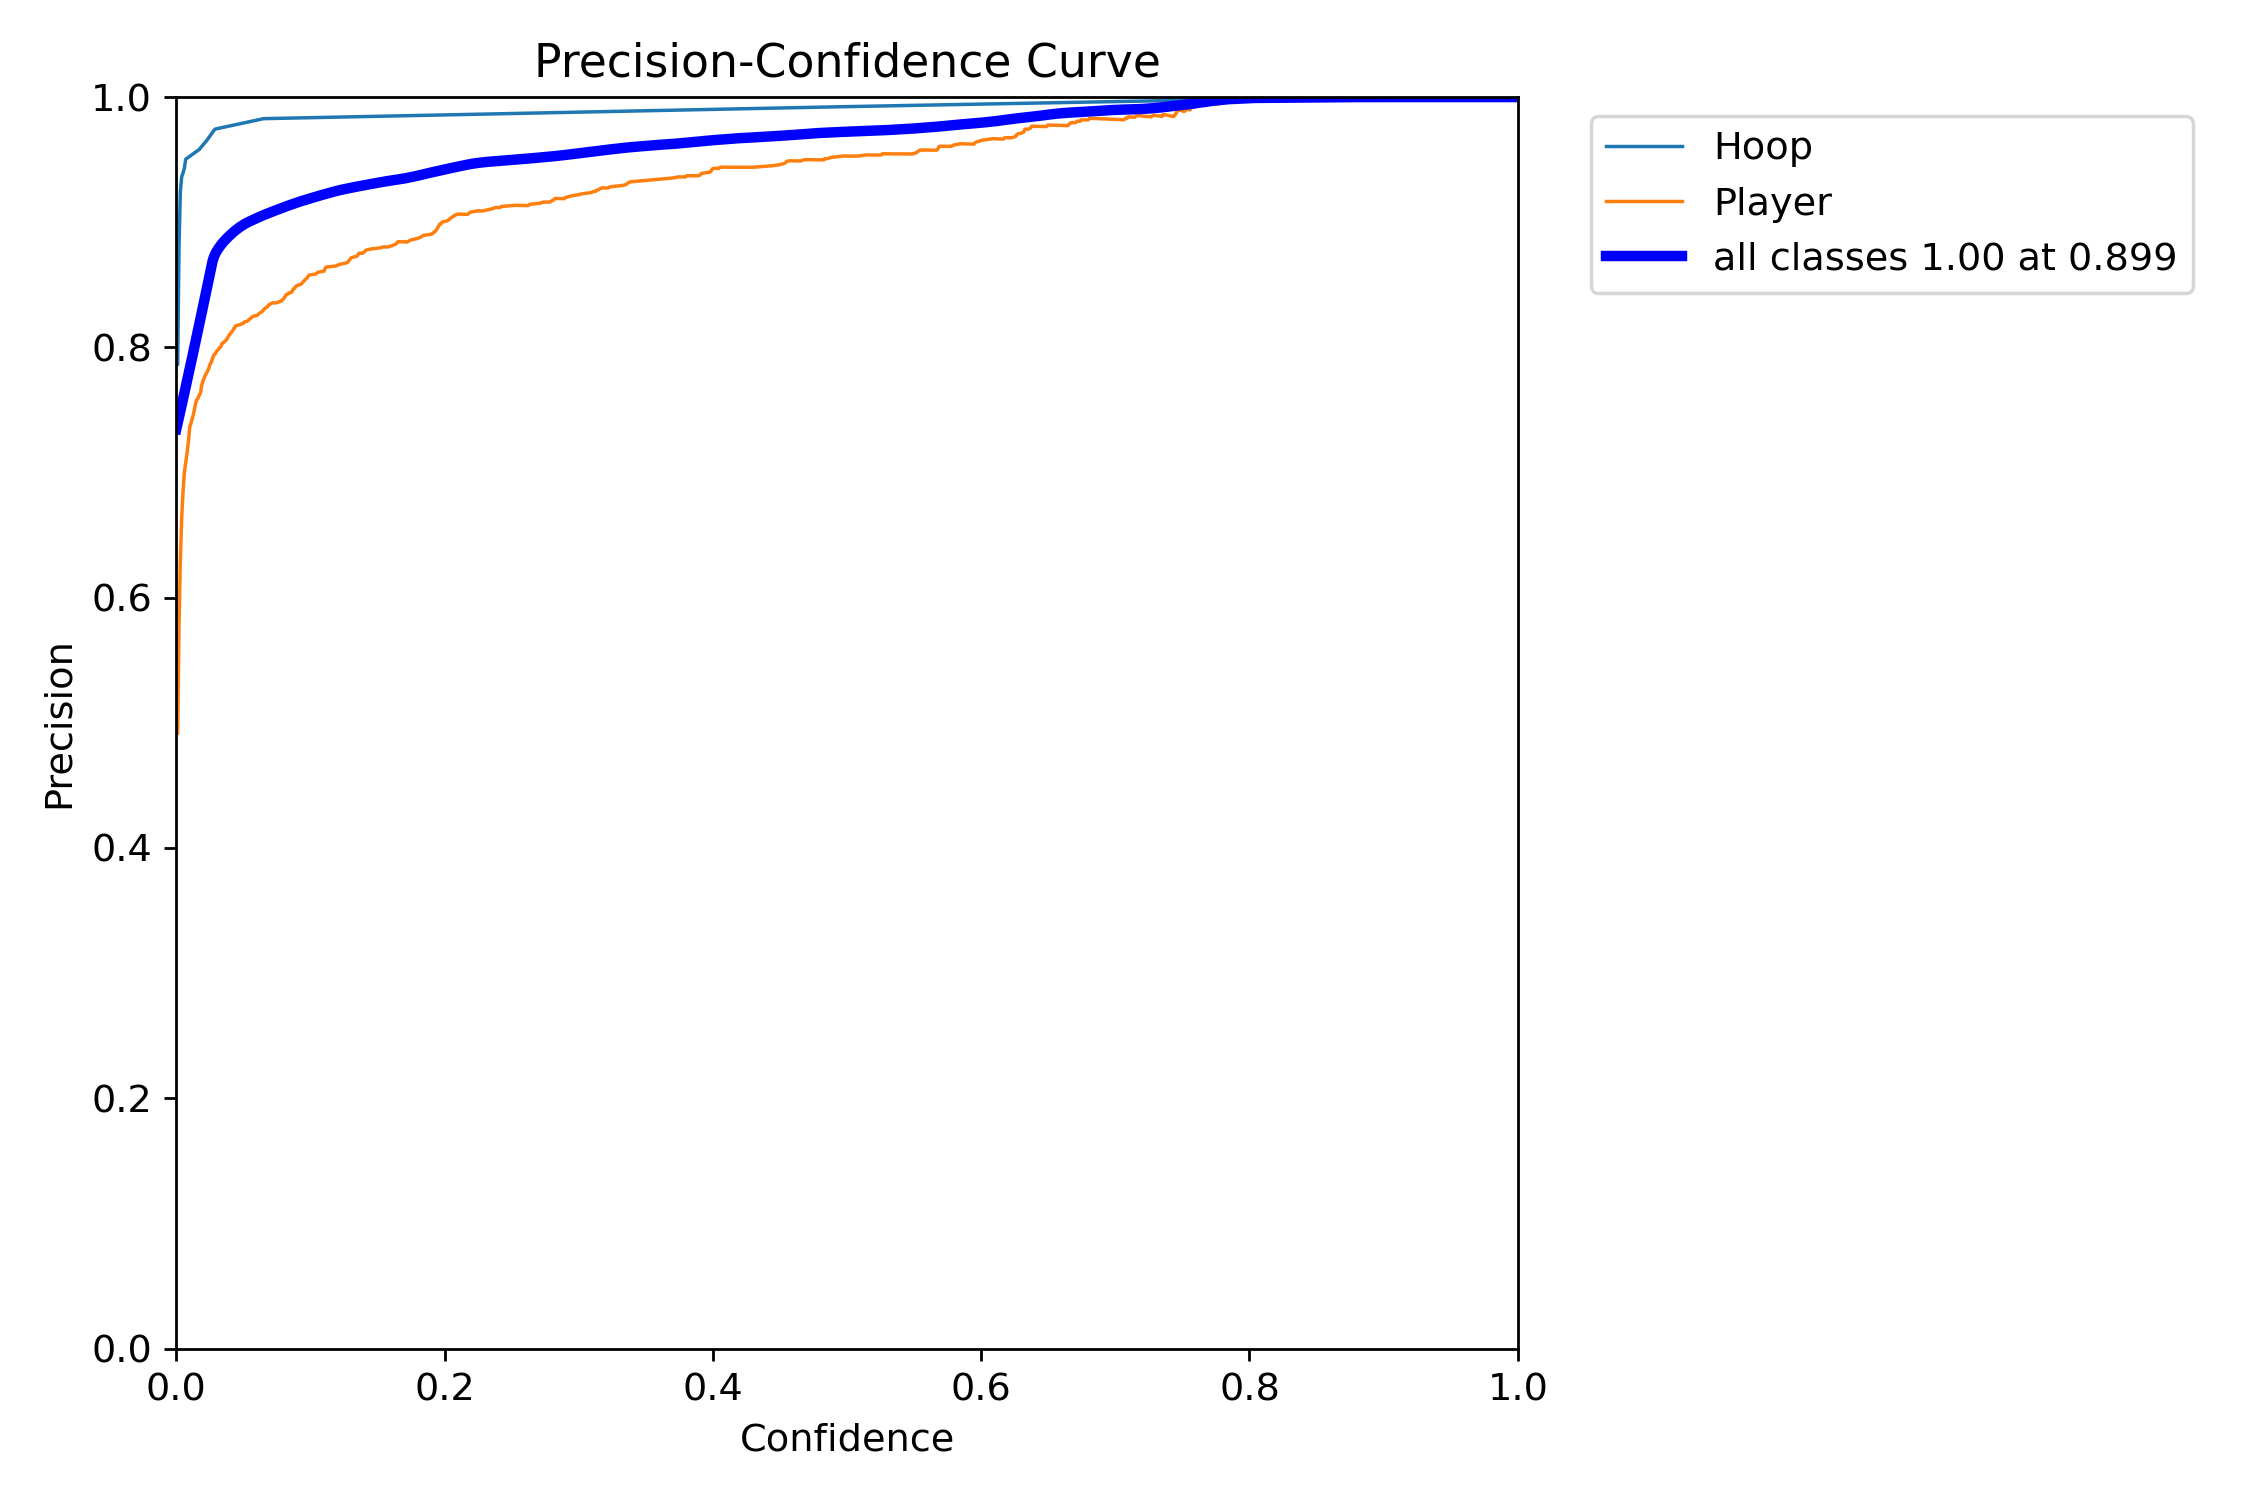 Precision-Confidence Curve
1.0
0.8
0.6
0.4
0.2
0.0
Precision
0.0 0.2 0.4 0.6 0.8 1.0
Confidence
Hoop
Player
all classes 1.00 at 0.899